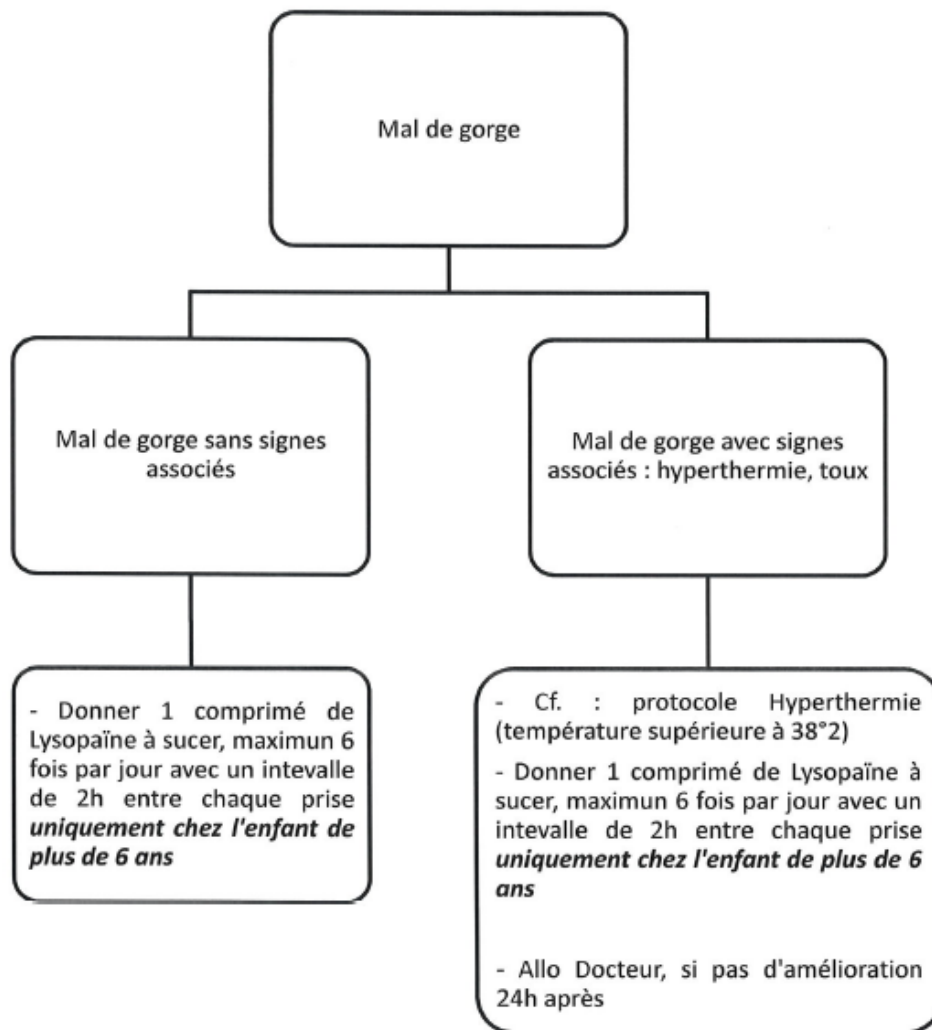 Mal de gorge
Mal de gorge sans signes
associés
Mal de gorge avec signes
associés : hyperthermie, toux
- Donner 1 comprimé de
Lysopaïne à sucer, maximun 6
fois par jour avec un intevalle
de 2h entre chaque prise
uniquement chez l'enfant de
plus de 6 ans
- Cf. : protocole Hyperthermie
(température supérieure à 38°2)
- Donner 1 comprimé de Lysopaïne à
sucer, maximun 6 fois par jour avec un
intevalle de 2h entre chaque prise
uniquement chez l'enfant de plus de 6
ans
- Allo Docteur, si pas d'amélioration
24h après